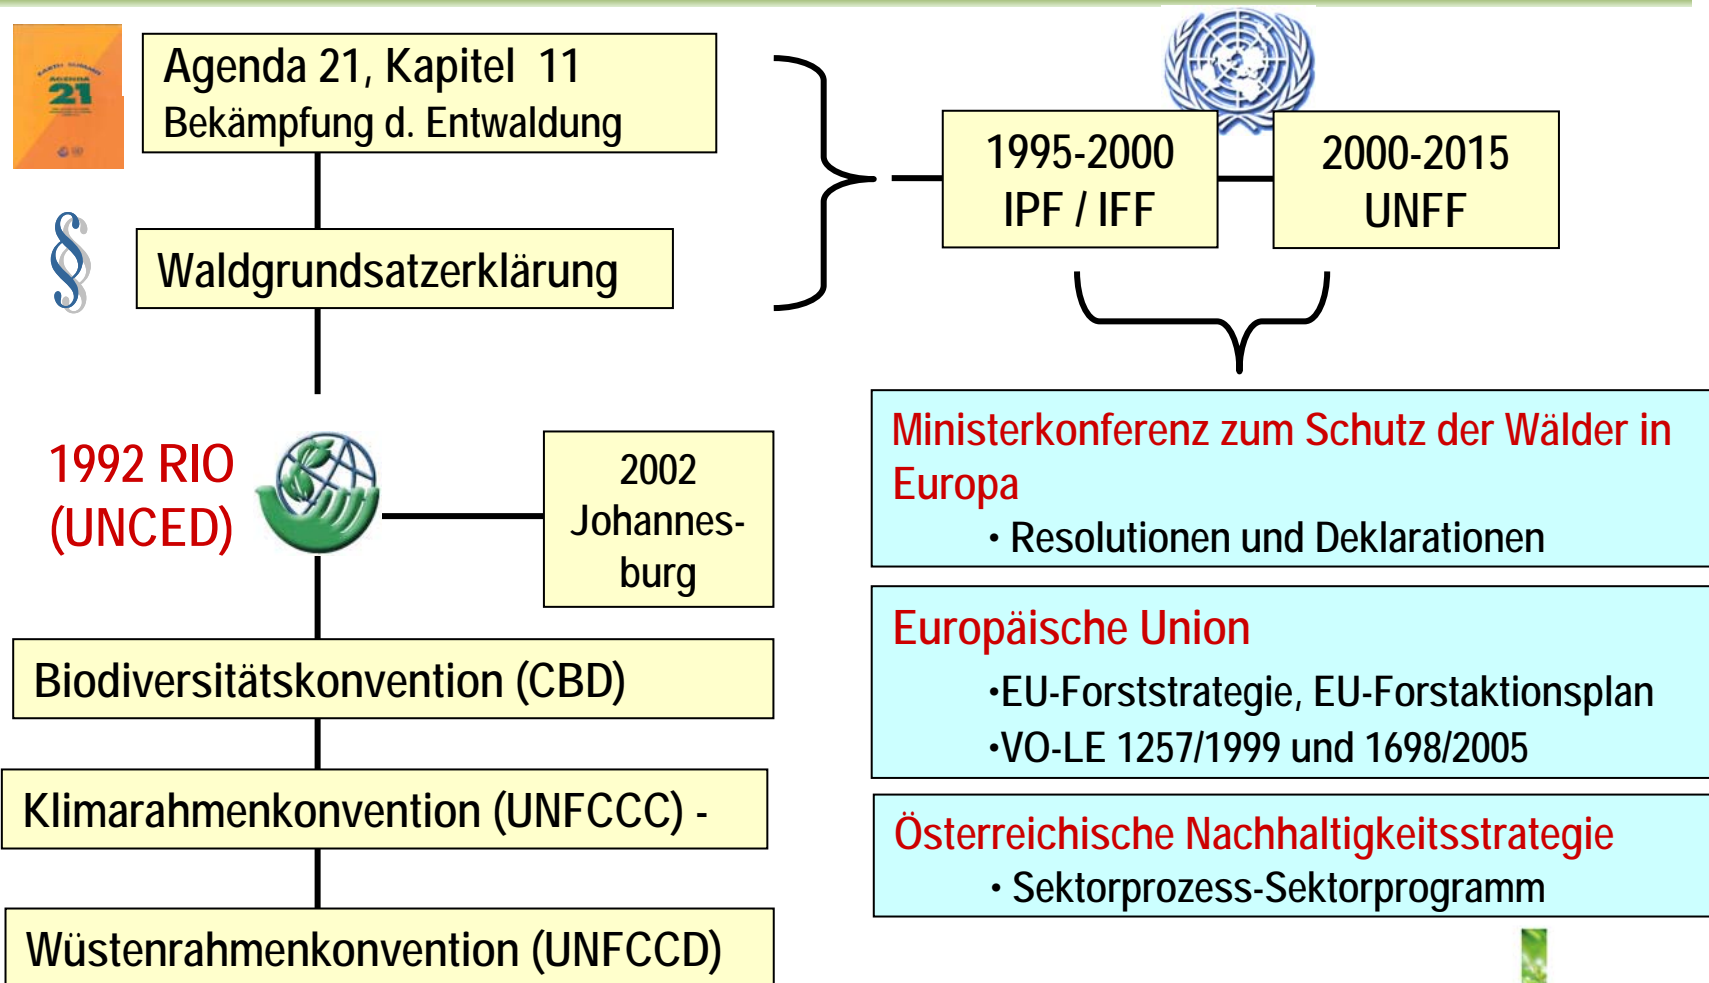 AGENDA
21
Agenda 21, Kapitel 11
Bekämpfung d. Entwaldung
§
Waldgrundsatzerklärung
1992 RIO
(UNCED)
2002
Johannes-
burg
Biodiversitätskonvention (CBD)
Klimarahmenkonvention (UNFCCC) -
Wüstenrahmenkonvention (UNFCCD)
1995-2000
IPF / IFF
2000-2015
UNFF
Ministerkonferenz zum Schutz der Wälder in
Europa
• Resolutionen und Deklarationen
Europäische Union
•EU-Forststrategie, EU-Forstaktionsplan
•VO-LE 1257/1999 und 1698/2005
Österreichische Nachhaltigkeitsstrategie
• Sektorprozess-Sektorprogramm